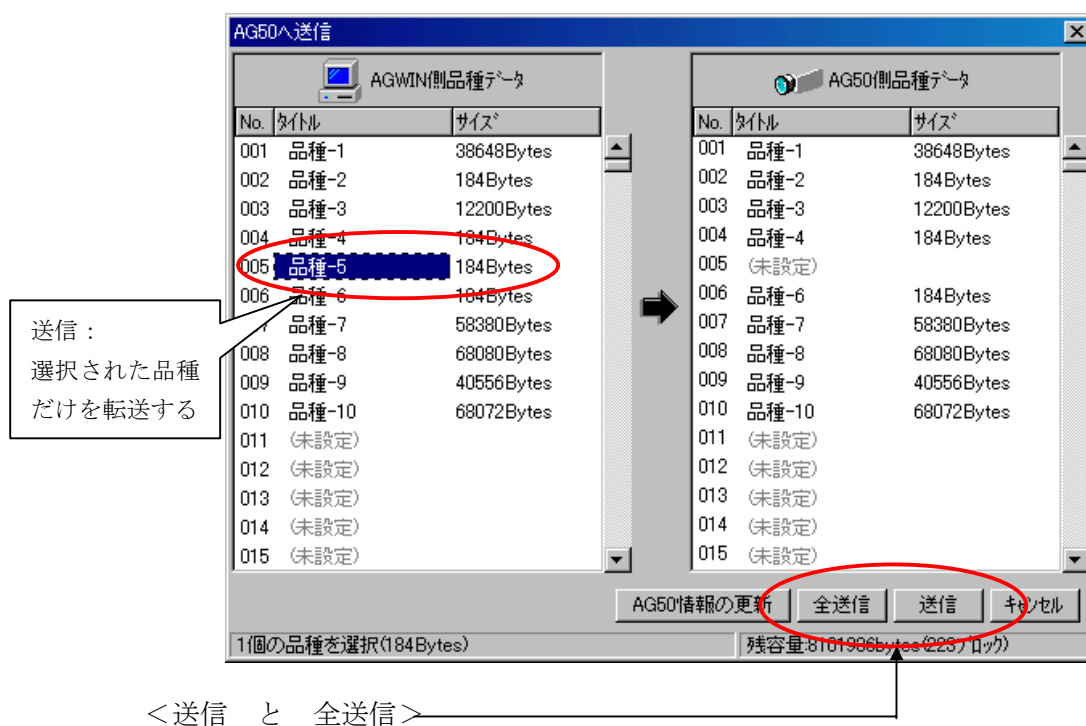 AG50へ送信
AGWIN側品種ﾃﾞｰﾀ
No. ﾀｲﾄﾙ ｻｲｽﾞ
001 品種-1 38648Bytes
002 品種-2 184Bytes
003 品種-3 12200Bytes
004 品種-4 184Bytes
005 品種-5 184Bytes
006 品種-6 184Bytes
007 品種-7 58380Bytes
008 品種-8 68080Bytes
009 品種-9 40556Bytes
010 品種-10 68072Bytes
011 (未設定)
012 (未設定)
013 (未設定)
014 (未設定)
015 (未設定)
AG50側品種ﾃﾞｰﾀ
No. ﾀｲﾄﾙ ｻｲｽﾞ
001 品種-1 38648Bytes
002 品種-2 184Bytes
003 品種-3 12200Bytes
004 品種-4 184Bytes
005 (未設定)
006 品種-6 184Bytes
007 品種-7 58380Bytes
008 品種-8 68080Bytes
009 品種-9 40556Bytes
010 品種-10 68072Bytes
011 (未設定)
012 (未設定)
013 (未設定)
014 (未設定)
015 (未設定)
送信：
選択された品種
だけを転送する
AG50情報の更新 全送信 送信 ｷｬﾝｾﾙ
1個の品種を選択(184Bytes) 残容量:8161936bytes(223ﾌﾞﾛｯｸ)
＜送信　と　全送信＞